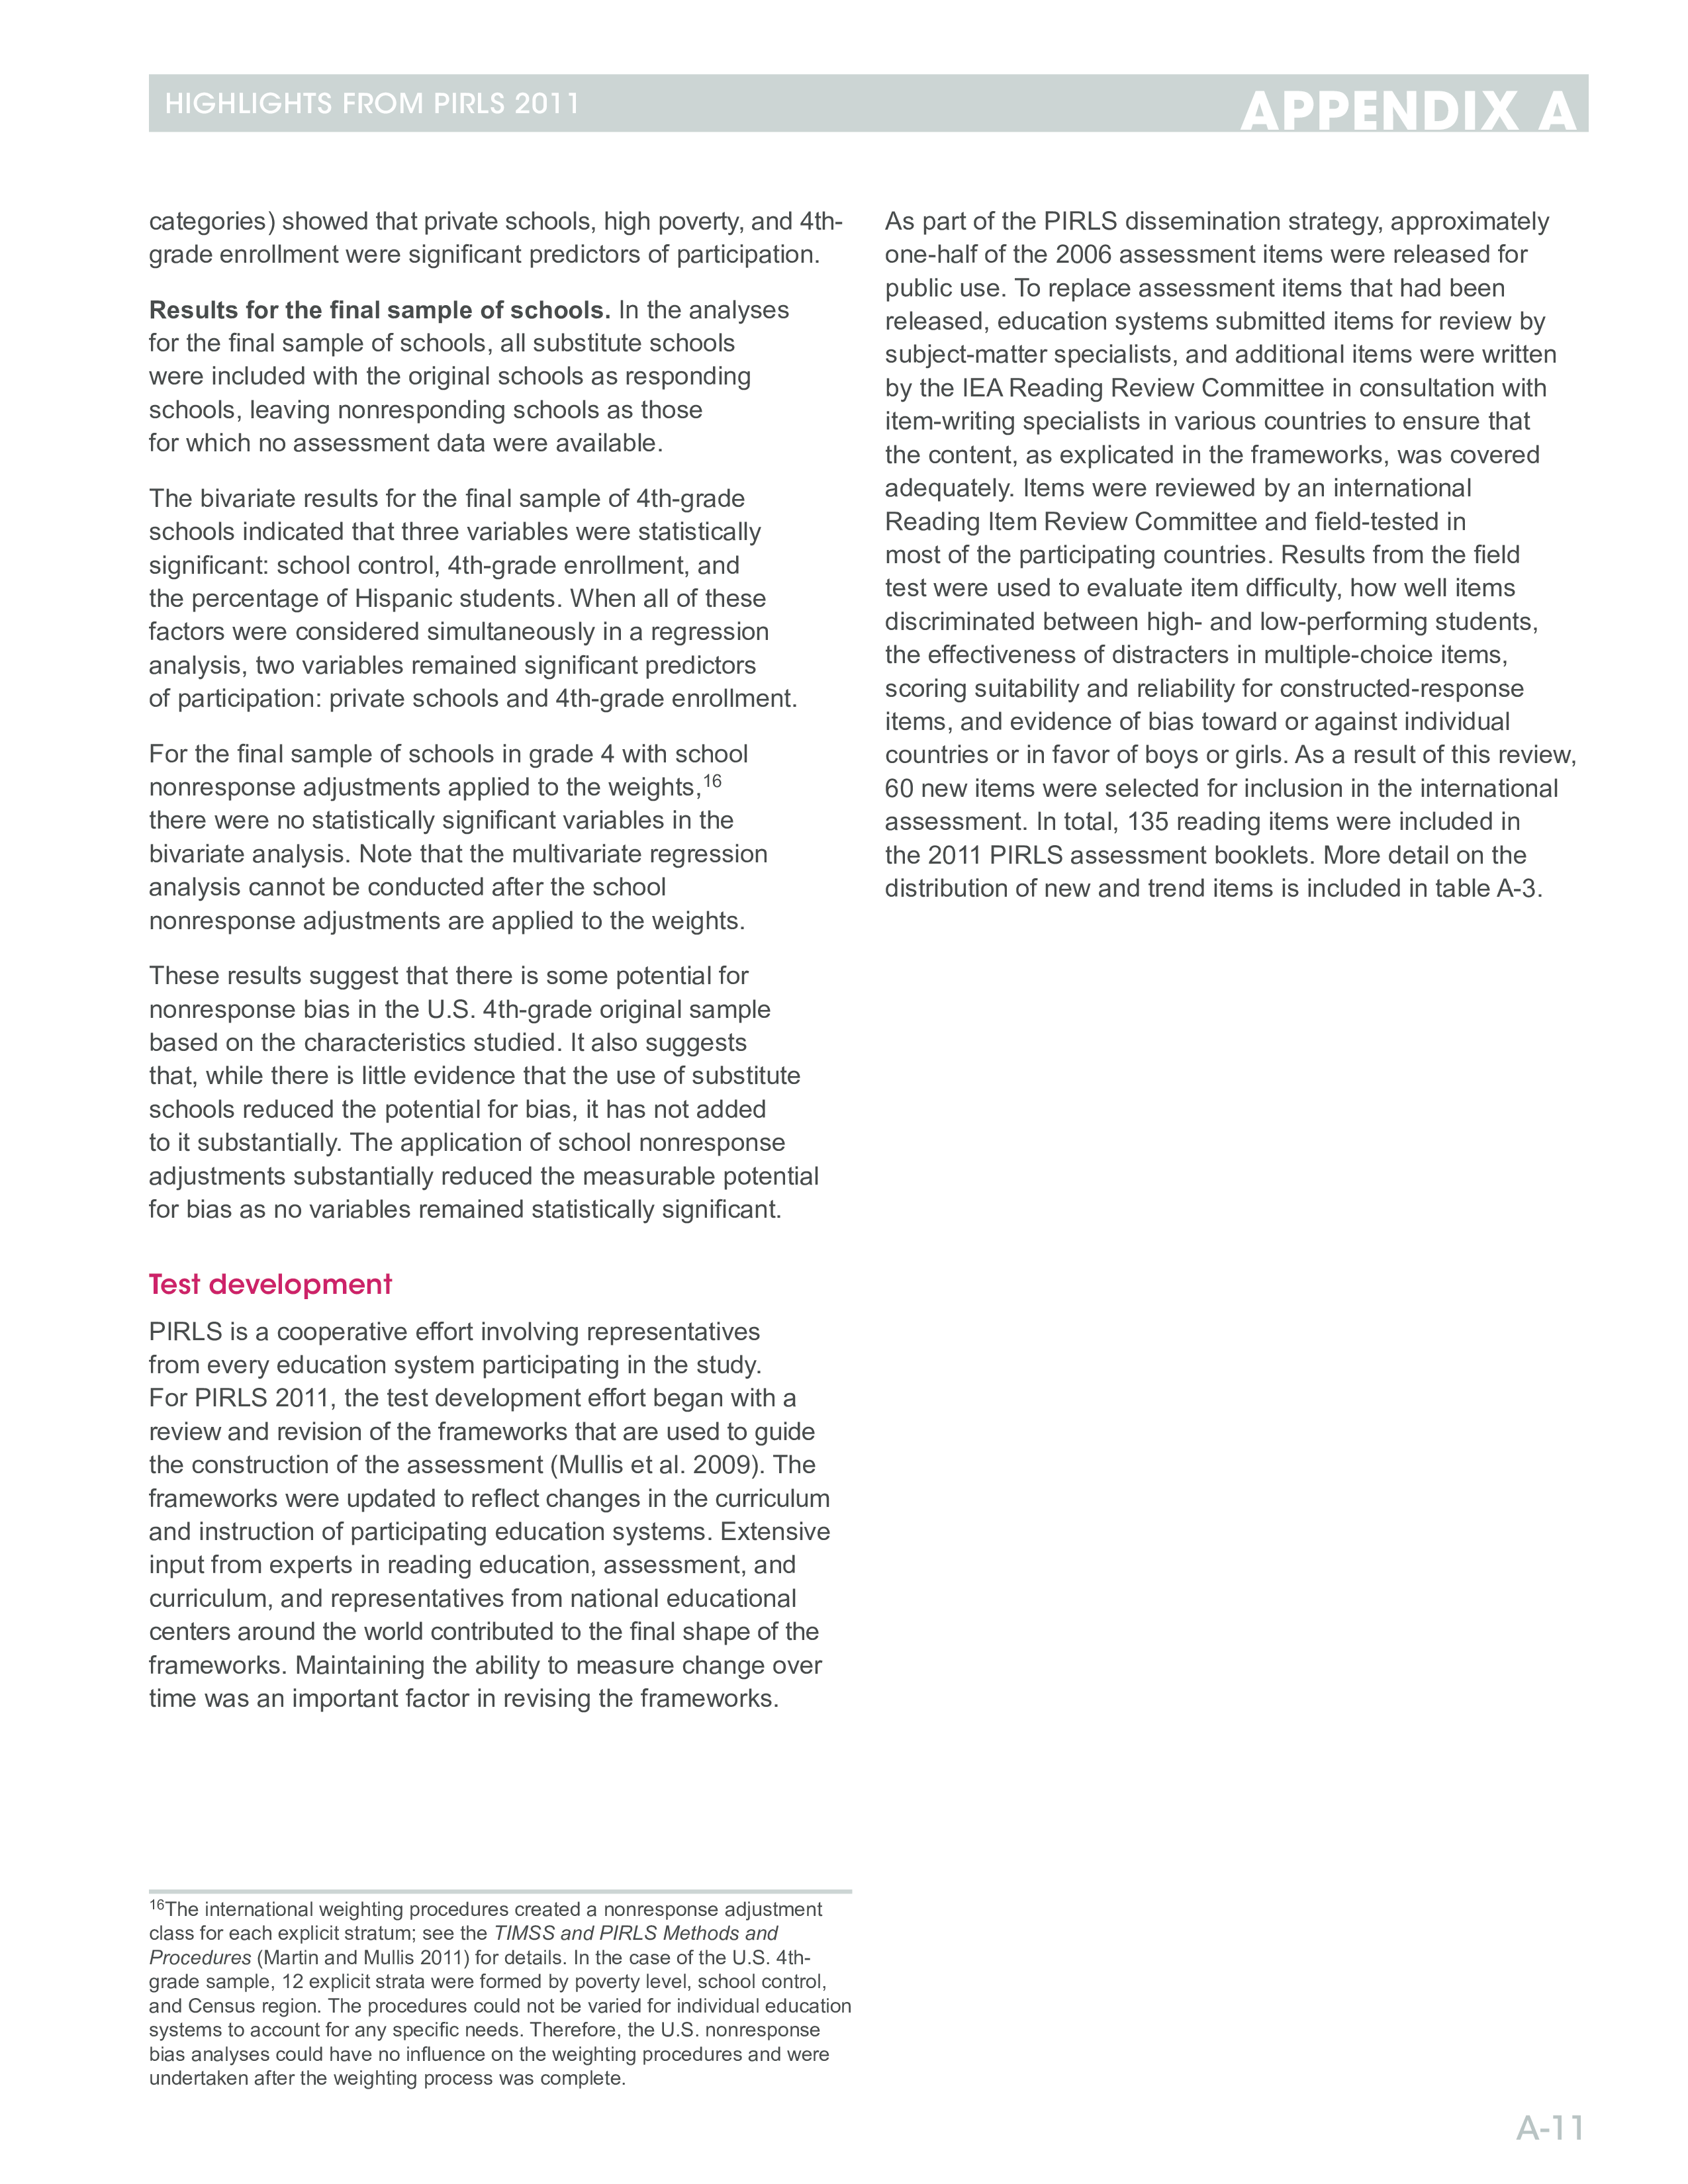 HIGHLIGHTS FROM PIRLS 2011
APPENDIX A
categories) showed that private schools, high poverty, and 4th-
grade enrollment were significant predictors of participation.
Results for the final sample of schools. In the analyses
for the final sample of schools, all substitute schools
were included with the original schools as responding
schools, leaving nonresponding schools as those
for which no assessment data were available.
The bivariate results for the final sample of 4th-grade
schools indicated that three variables were statistically
significant: school control, 4th-grade enrollment, and
the percentage of Hispanic students. When all of these
factors were considered simultaneously in a regression
analysis, two variables remained significant predictors
of participation: private schools and 4th-grade enrollment.
For the final sample of schools in grade 4 with school
nonresponse adjustments applied to the weights,16
there were no statistically significant variables in the
bivariate analysis. Note that the multivariate regression
analysis cannot be conducted after the school
nonresponse adjustments are applied to the weights.
These results suggest that there is some potential for
nonresponse bias in the U.S. 4th-grade original sample
based on the characteristics studied. It also suggests
that, while there is little evidence that the use of substitute
schools reduced the potential for bias, it has not added
to it substantially. The application of school nonresponse
adjustments substantially reduced the measurable potential
for bias as no variables remained statistically significant.
Test development
PIRLS is a cooperative effort involving representatives
from every education system participating in the study.
For PIRLS 2011, the test development effort began with a
review and revision of the frameworks that are used to guide
the construction of the assessment (Mullis et al. 2009). The
frameworks were updated to reflect changes in the curriculum
and instruction of participating education systems. Extensive
input from experts in reading education, assessment, and
curriculum, and representatives from national educational
centers around the world contributed to the final shape of the
frameworks. Maintaining the ability to measure change over
time was an important factor in revising the frameworks.
As part of the PIRLS dissemination strategy, approximately
one-half of the 2006 assessment items were released for
public use. To replace assessment items that had been
released, education systems submitted items for review by
subject-matter specialists, and additional items were written
by the IEA Reading Review Committee in consultation with
item-writing specialists in various countries to ensure that
the content, as explicated in the frameworks, was covered
adequately. Items were reviewed by an international
Reading Item Review Committee and field-tested in
most of the participating countries. Results from the field
test were used to evaluate item difficulty, how well items
discriminated between high- and low-performing students,
the effectiveness of distracters in multiple-choice items,
scoring suitability and reliability for constructed-response
items, and evidence of bias toward or against individual
countries or in favor of boys or girls. As a result of this review,
60 new items were selected for inclusion in the international
assessment. In total, 135 reading items were included in
the 2011 PIRLS assessment booklets. More detail on the
distribution of new and trend items is included in table A-3.
16The international weighting procedures created a nonresponse adjustment
class for each explicit stratum; see the TIMSS and PIRLS Methods and
Procedures (Martin and Mullis 2011) for details. In the case of the U.S. 4th-
grade sample, 12 explicit strata were formed by poverty level, school control,
and Census region. The procedures could not be varied for individual education
systems to account for any specific needs. Therefore, the U.S. nonresponse
bias analyses could have no influence on the weighting procedures and were
undertaken after the weighting process was complete.
A-11